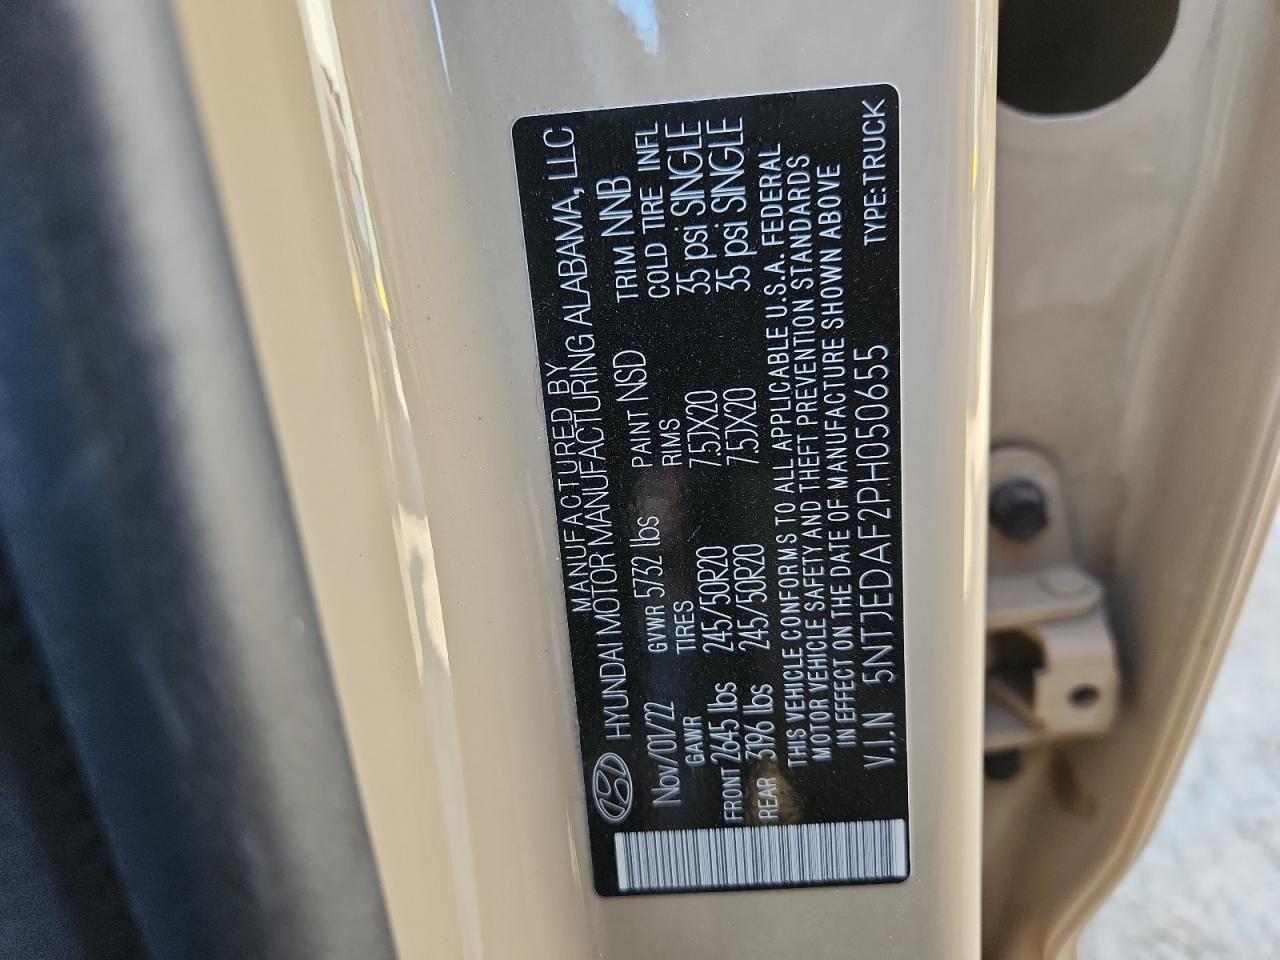 MANUFACTURED BY
HYUNDAI MOTOR MANUFACTURING ALABAMA, LLC
Nov/01/22 GVWR 5732 lbs PAINT NSD TRIM NNB
GAWR TIRES RIMS COLD TIRE INFL
FRONT 2645 lbs 245/50R20 7.5JX20 35 psi SINGLE
REAR 3196 lbs 245/50R20 7.5JX20 35 psi SINGLE
THIS VEHICLE CONFORMS TO ALL APPLICABLE U.S.A. FEDERAL
MOTOR VEHICLE SAFETY AND THEFT PREVENTION STANDARDS
IN EFFECT ON THE DATE OF MANUFACTURE SHOWN ABOVE
V.I.N 5NTJEDAF2PH050655 TYPE:TRUCK